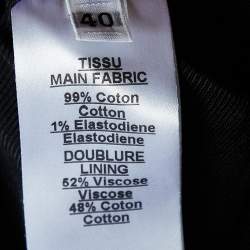 40
TISSU
MAIN FABRIC
99% Coton
Cotton
1% Elastodiene
Elastodiene
DOUBLURE
LINING
52% Viscose
Viscose
48% Coton
Cotton